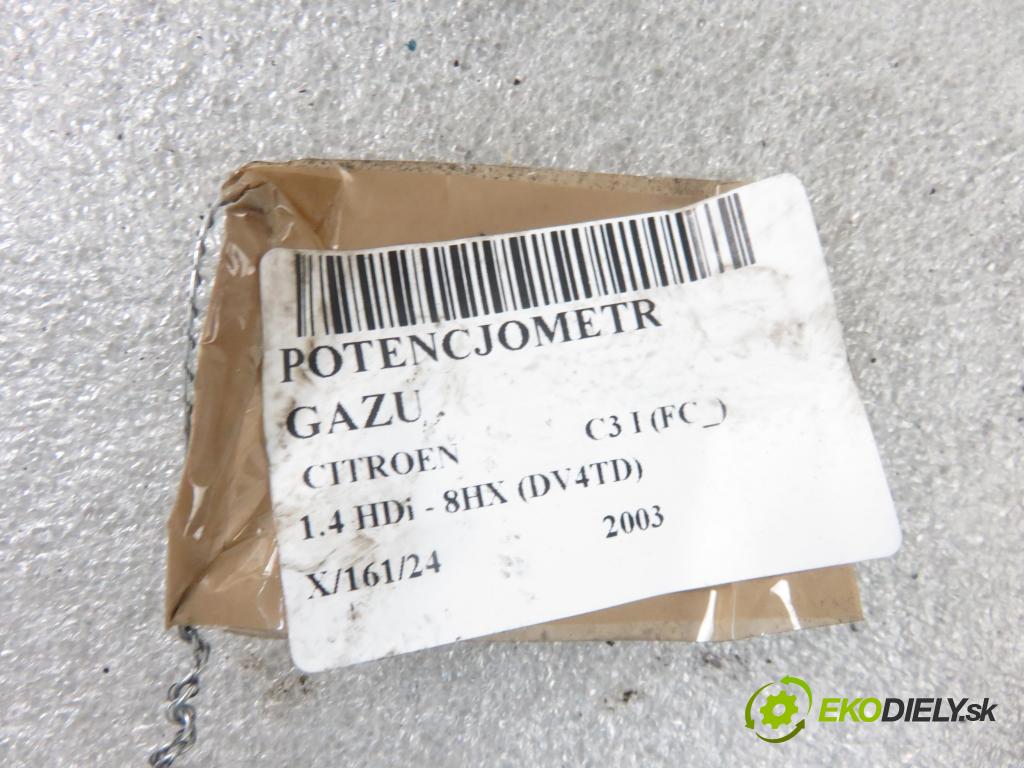 POTENCJOMETR
GAZU
CITROEN C3 I (FC_)
1.4 HDi - 8HX (DV4TD)
X/161/24 2003
EKODIELY.sk